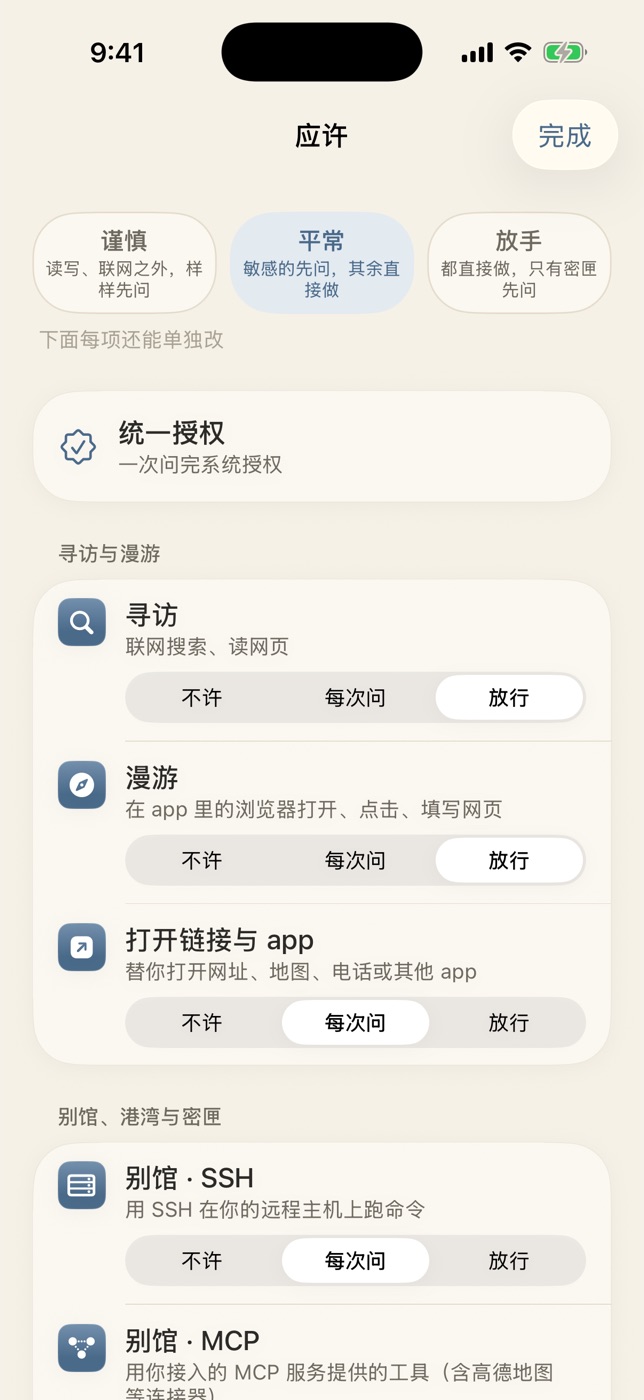 9:41
应许
完成
谨慎
读写、联网之外，样
样先问
平常
敏感的先问，其余直
接做
放手
都直接做，只有密匣
先问
下面每项还能单独改
统一授权
一次问完系统授权
寻访与漫游
寻访
联网搜索、读网页
不许 每次问 放行
漫游
在 app 里的浏览器打开、点击、填写网页
不许 每次问 放行
打开链接与 app
替你打开网址、地图、电话或其他 app
不许 每次问 放行
别馆、港湾与密匣
别馆 · SSH
用 SSH 在你的远程主机上跑命令
不许 每次问 放行
别馆 · MCP
用你接入的 MCP 服务提供的工具（含高德地图
等连接器）